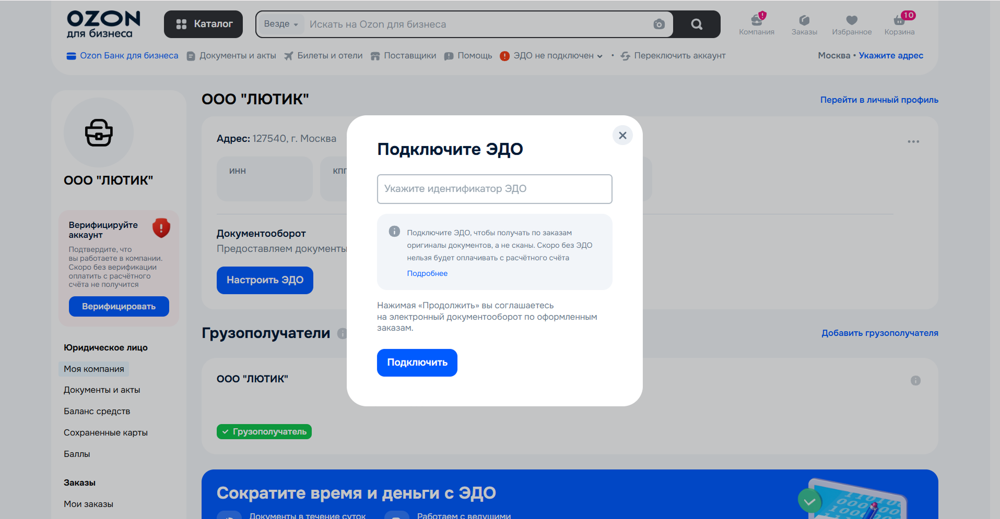 OZON
для бизнеса
Каталог
Везде
Искать на Ozon для бизнеса
Компания
Заказы
Избранное
10
Корзина
Ozon Банк для бизнеса
Документы и акты
Билеты и отели
Поставщики
Помощь
ЭДО не подключен
Переключить аккаунт
Москва • Укажите адрес
ООО "ЛЮТИК"
Верифицируйте
аккаунт
Подтвердите, что
вы работаете в компании.
Скоро без верификации
оплатить с расчётного
счёта не получится
Верифицировать
Юридическое лицо
Моя компания
Документы и акты
Баланс средств
Сохраненные карты
Баллы
Заказы
Мои заказы
ООО "ЛЮТИК"
Перейти в личный профиль
Адрес: 127540, г. Москва
ИНН
Документооборот
Предоставляем документы
Настроить ЭДО
Грузополучатели
Добавить грузополучателя
ООО "ЛЮТИК"
Грузополучатель
Сократите время и деньги с ЭДО
Документы в течение суток
Работаем с ведущими
Подключите ЭДО
Укажите идентификатор ЭДО
Подключите ЭДО, чтобы получать по заказам
оригиналы документов, а не сканы. Скоро без ЭДО
нельзя будет оплачивать с расчётного счёта
Подробнее
Нажимая «Продолжить» вы соглашаетесь
на электронный документооборот по оформленным
заказам.
Подключить